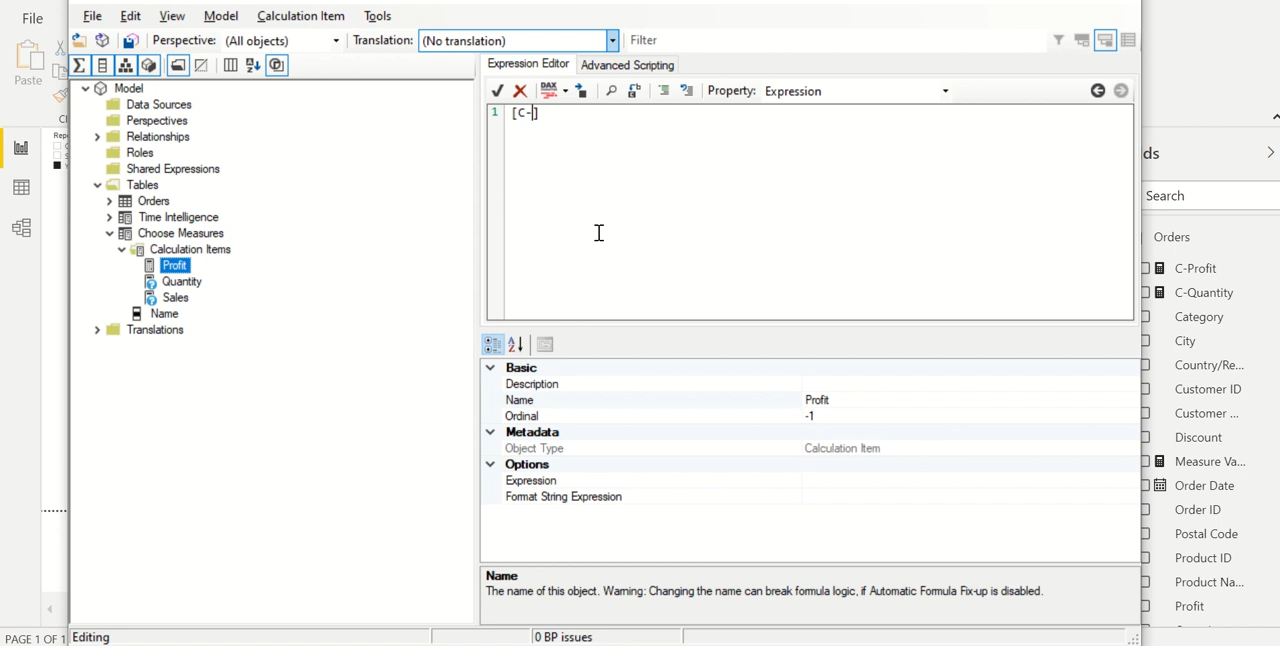 File
File Edit View Model Calculation Item Tools
Perspective: (All objects) Translation: (No translation) Filter
Paste
Expression Editor Advanced Scripting
DAX Property: Expression
1 [C-]
Model
Data Sources
Perspectives
Relationships
Roles
Shared Expressions
Tables
Orders
Time Intelligence
Choose Measures
Calculation Items
Profit
Quantity
Sales
Name
Translations
Basic
Description
Name Profit
Ordinal -1
Metadata
Object Type Calculation Item
Options
Expression
Format String Expression
Name
The name of this object. Warning: Changing the name can break formula logic, if Automatic Formula Fix-up is disabled.
PAGE 1 OF 1
Editing 0 BP issues
ds
Search
Orders
C-Profit
C-Quantity
Category
City
Country/Re...
Customer ID
Customer ...
Discount
Measure Va...
Order Date
Order ID
Postal Code
Product ID
Product Na...
Profit